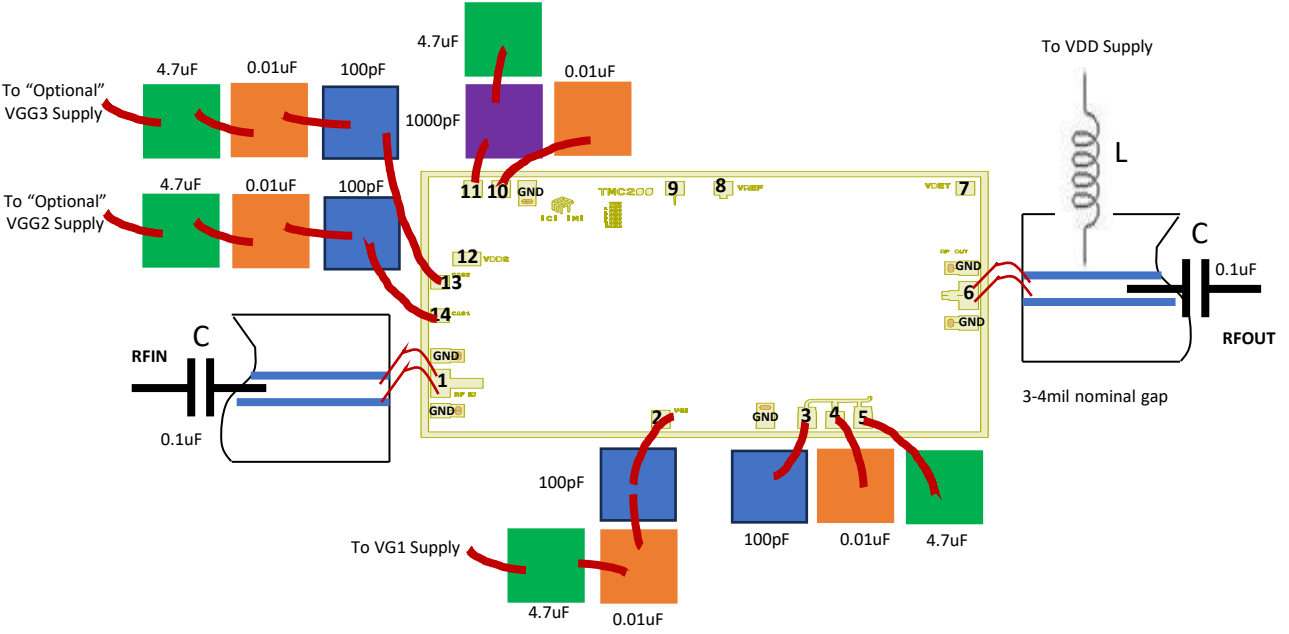 To VDD Supply
L
C
0.1uF
RFOUT
3-4mil nominal gap
4.7uF
0.01uF
1000pF
4.7uF
0.01uF
100pF
To “Optional”
VGG3 Supply
4.7uF
0.01uF
100pF
To “Optional”
VGG2 Supply
11
10
GND
TMC200
9
8
VREF
VDET
7
12
VDD2
13
14
CAS1
RF OUT
GND
6
GND
GND
1
GND
RFIN
C
0.1uF
2
VG1
GND
3
4
5
100pF
To VG1 Supply
4.7uF
0.01uF
100pF
0.01uF
4.7uF